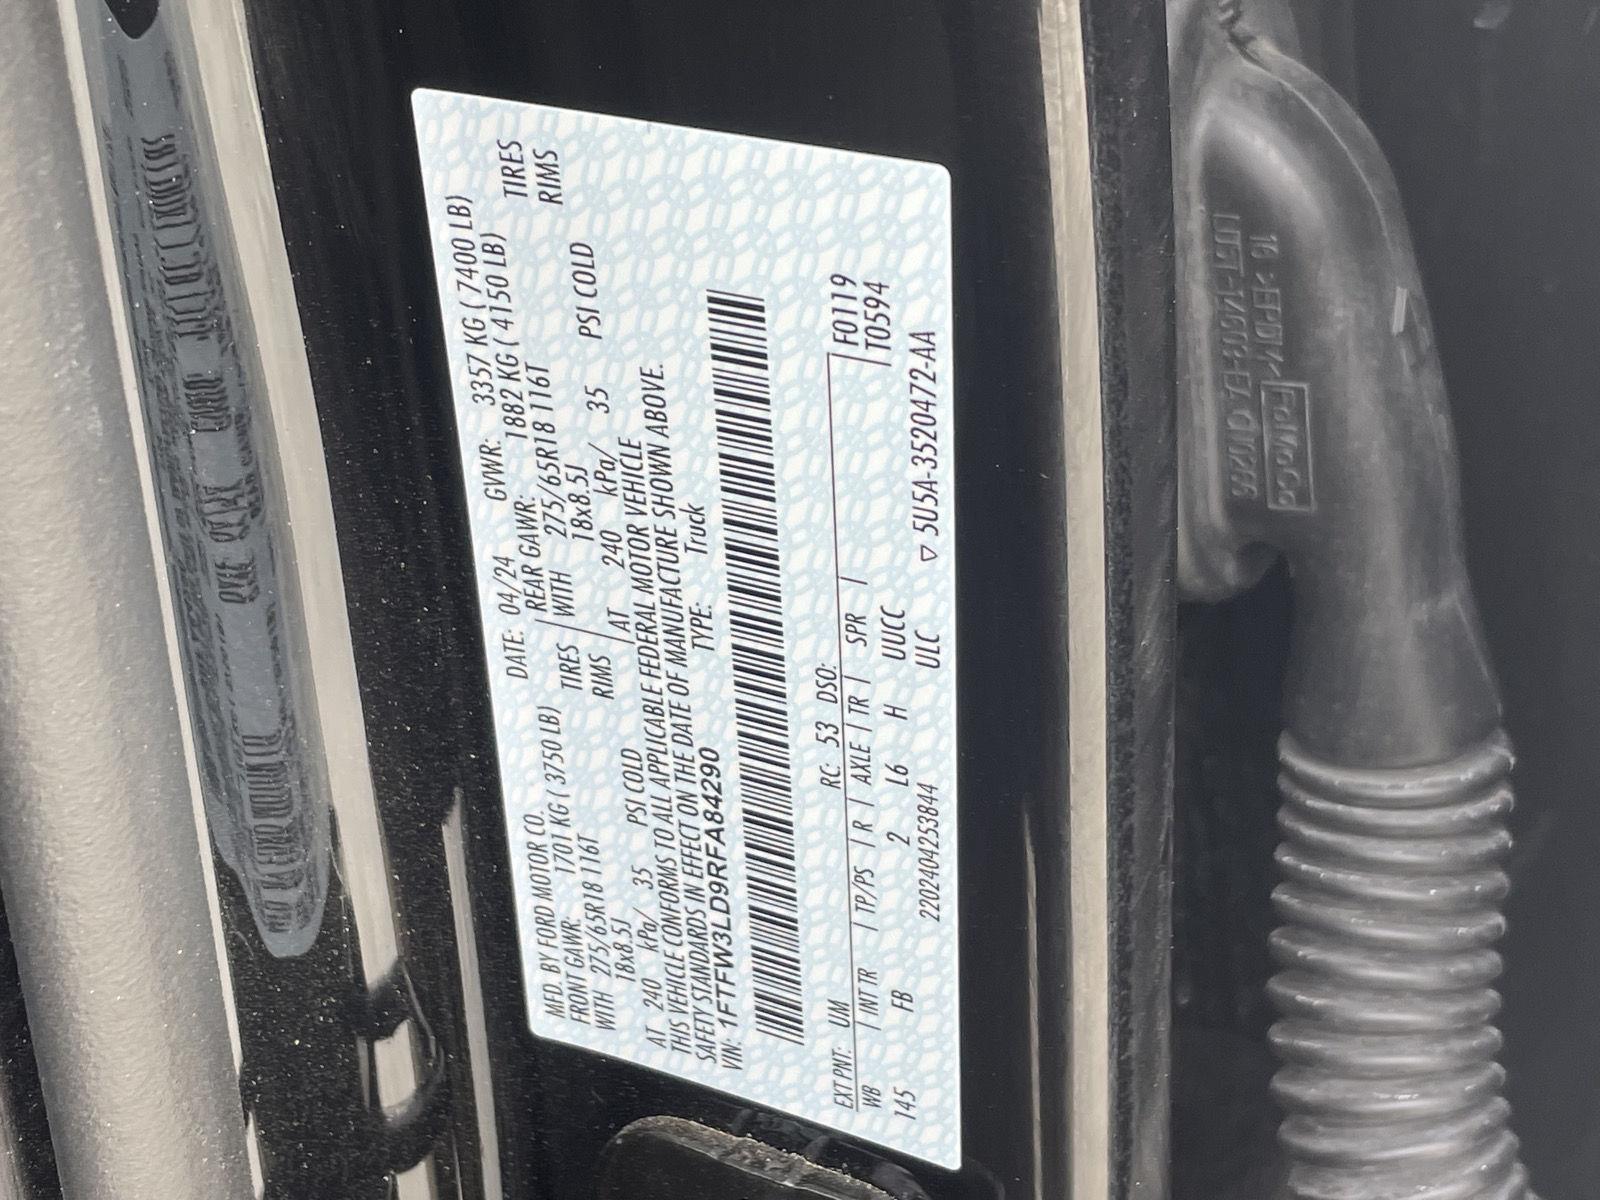 MFD. BY FORD MOTOR CO. DATE: 04/24 GVWR: 3357 KG ( 7400 LB)
FRONT GAWR: 1701 KG ( 3750 LB) REAR GAWR: 1882 KG ( 4150 LB)
WITH 275/65R18 116T TIRES WITH 275/65R18 116T TIRES
18x8.5J RIMS 18x8.5J RIMS
AT 240 kPa/ 35 PSI COLD AT 240 kPa/ 35 PSI COLD
THIS VEHICLE CONFORMS TO ALL APPLICABLE FEDERAL MOTOR VEHICLE
SAFETY STANDARDS IN EFFECT ON THE DATE OF MANUFACTURE SHOWN ABOVE.
VIN: 1FTFW3LD9RFA84290 TYPE: Truck
EXT PNT: UM RC: 53 DSO: F0119
WB | INT TR | TP/PS | R | AXLE | TR | SPR | T0594
145 FB 2 L6 H UUCC
2202404253844 ULC ▽ 5U5A-3520472-AA
>EPDM<
FalToCd